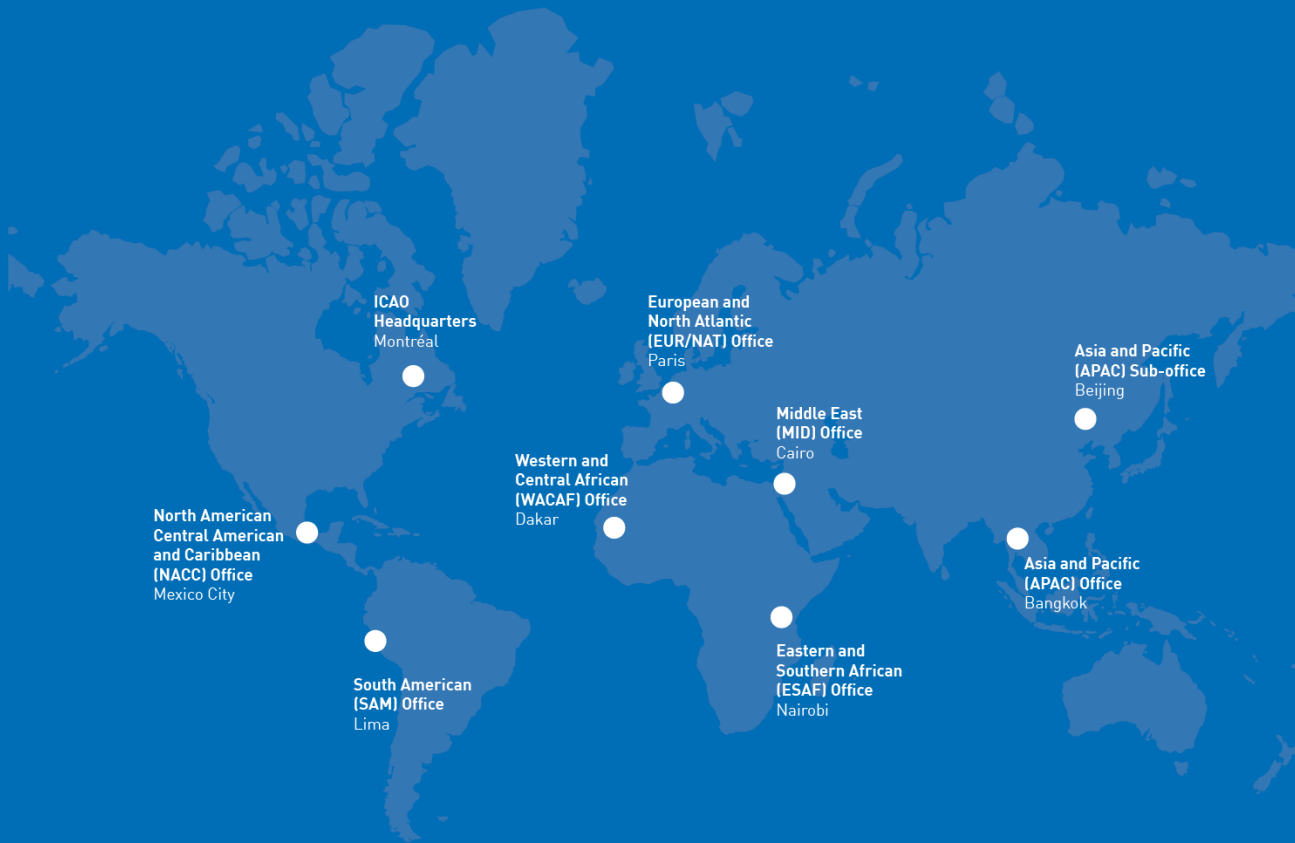 ICAO
Headquarters
Montréal
European and
North Atlantic
(EUR/NAT) Office
Paris
Asia and Pacific
(APAC) Sub-office
Beijing
Middle East
(MID) Office
Cairo
Western and
Central African
(WACAF) Office
Dakar
North American
Central American
and Caribbean
(NACC) Office
Mexico City
Asia and Pacific
(APAC) Office
Bangkok
Eastern and
Southern African
(ESAF) Office
Nairobi
South American
(SAM) Office
Lima